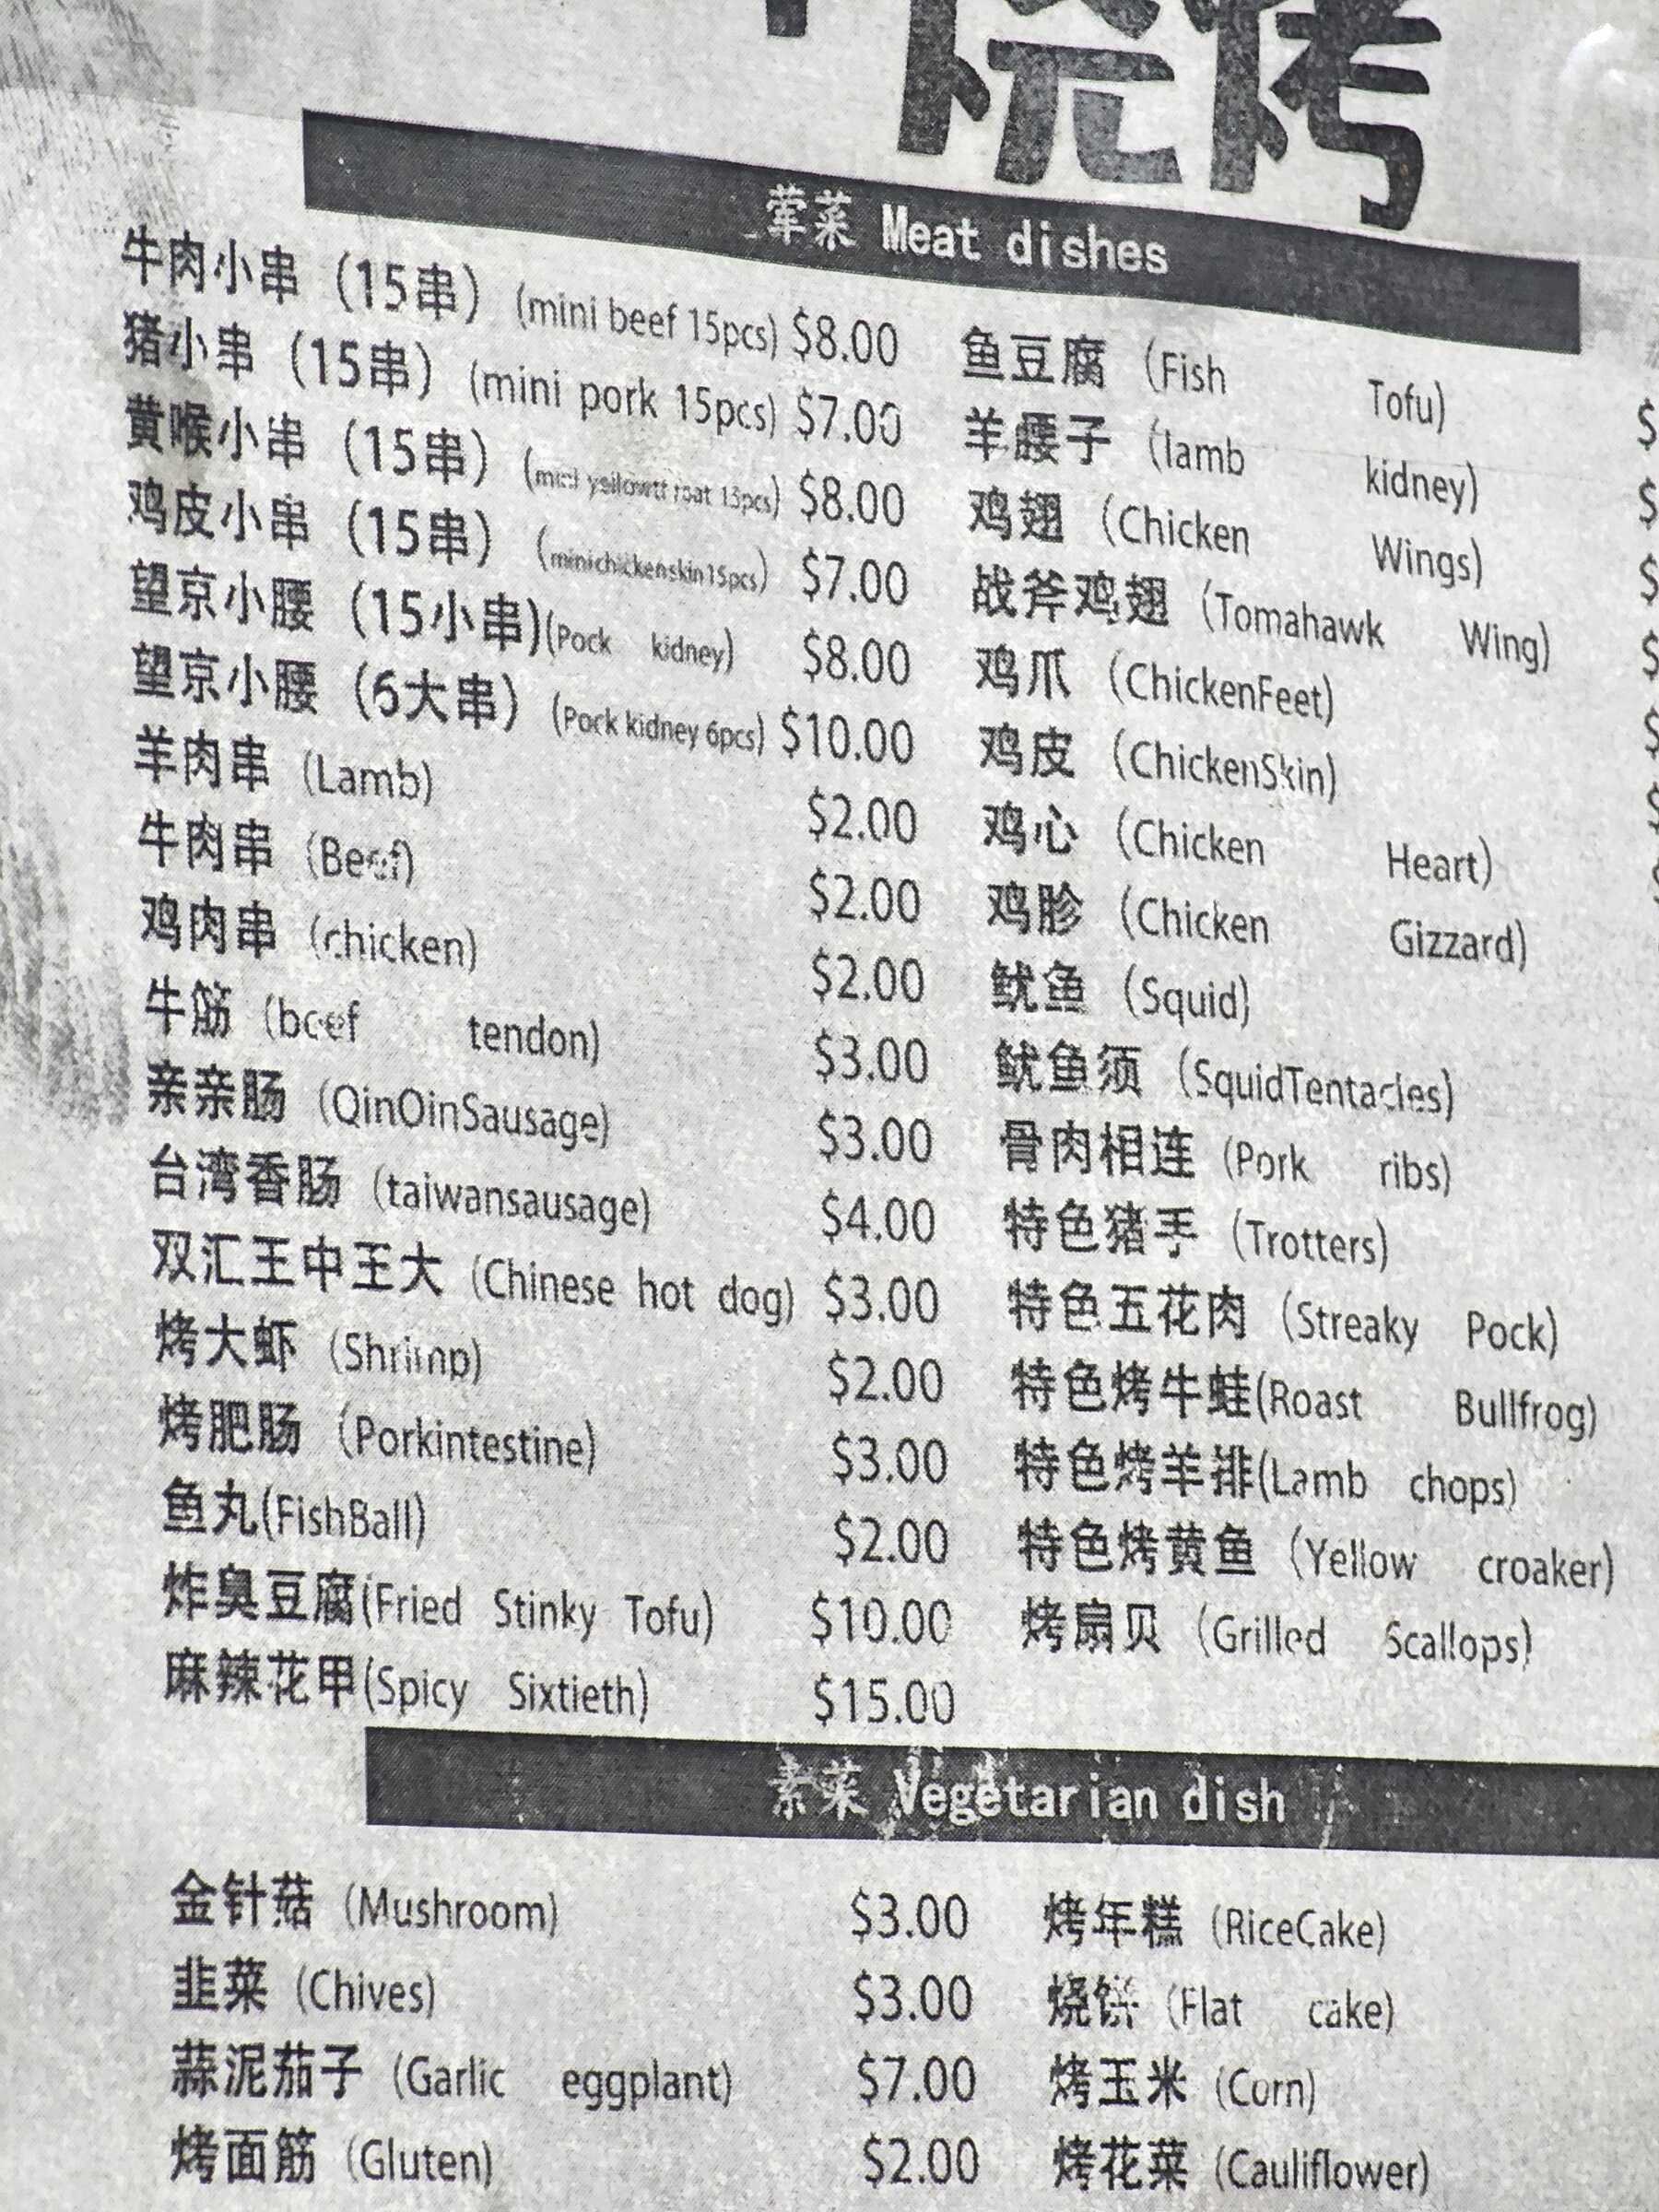 烧烤
荤菜 Meat dishes
牛肉小串（15串）(mini beef 15pcs) $8.00
猪小串（15串）(mini pork 15pcs) $7.00
黄喉小串（15串） $8.00
鸡皮小串（15串）(minichickenskin15pcs) $7.00
望京小腰（15小串)(Pock kidney) $8.00
望京小腰（6大串）(Pock kidney 6pcs) $10.00
羊肉串 (Lamb) $2.00
牛肉串 (Beef) $2.00
鸡肉串 (chicken) $2.00
牛筋 (beef tendon) $3.00
亲亲肠 (QinOinSausage) $3.00
台湾香肠 (taiwansausage) $4.00
双汇王中王大 (Chinese hot dog) $3.00
烤大虾 (Shrimp) $2.00
烤肥肠 (Porkintestine) $3.00
鱼丸(FishBall) $2.00
炸臭豆腐(Fried Stinky Tofu) $10.00
麻辣花甲(Spicy Sixtieth) $15.00
鱼豆腐 (Fish Tofu) $
羊腰子 (lamb kidney) $
鸡翅 (Chicken Wings) $
战斧鸡翅 (Tomahawk Wing) $
鸡爪 (ChickenFeet) $
鸡皮 (ChickenSkin) $
鸡心 (Chicken Heart) $
鸡胗 (Chicken Gizzard)
鱿鱼 (Squid)
鱿鱼须 (SquidTentacles)
骨肉相连 (Pork ribs)
特色猪手 (Trotters)
特色五花肉 (Streaky Pock)
特色烤牛蛙(Roast Bullfrog)
特色烤羊排(Lamb chops)
特色烤黄鱼 (Yellow croaker)
烤扇贝 (Grilled Scallops)
素菜 Vegetarian dish
金针菇 (Mushroom) $3.00
韭菜 (Chives) $3.00
蒜泥茄子 (Garlic eggplant) $7.00
烤面筋 (Gluten) $2.00
烤年糕 (RiceCake)
烧饼 (Flat cake)
烤玉米 (Corn)
烤花菜 (Cauliflower)